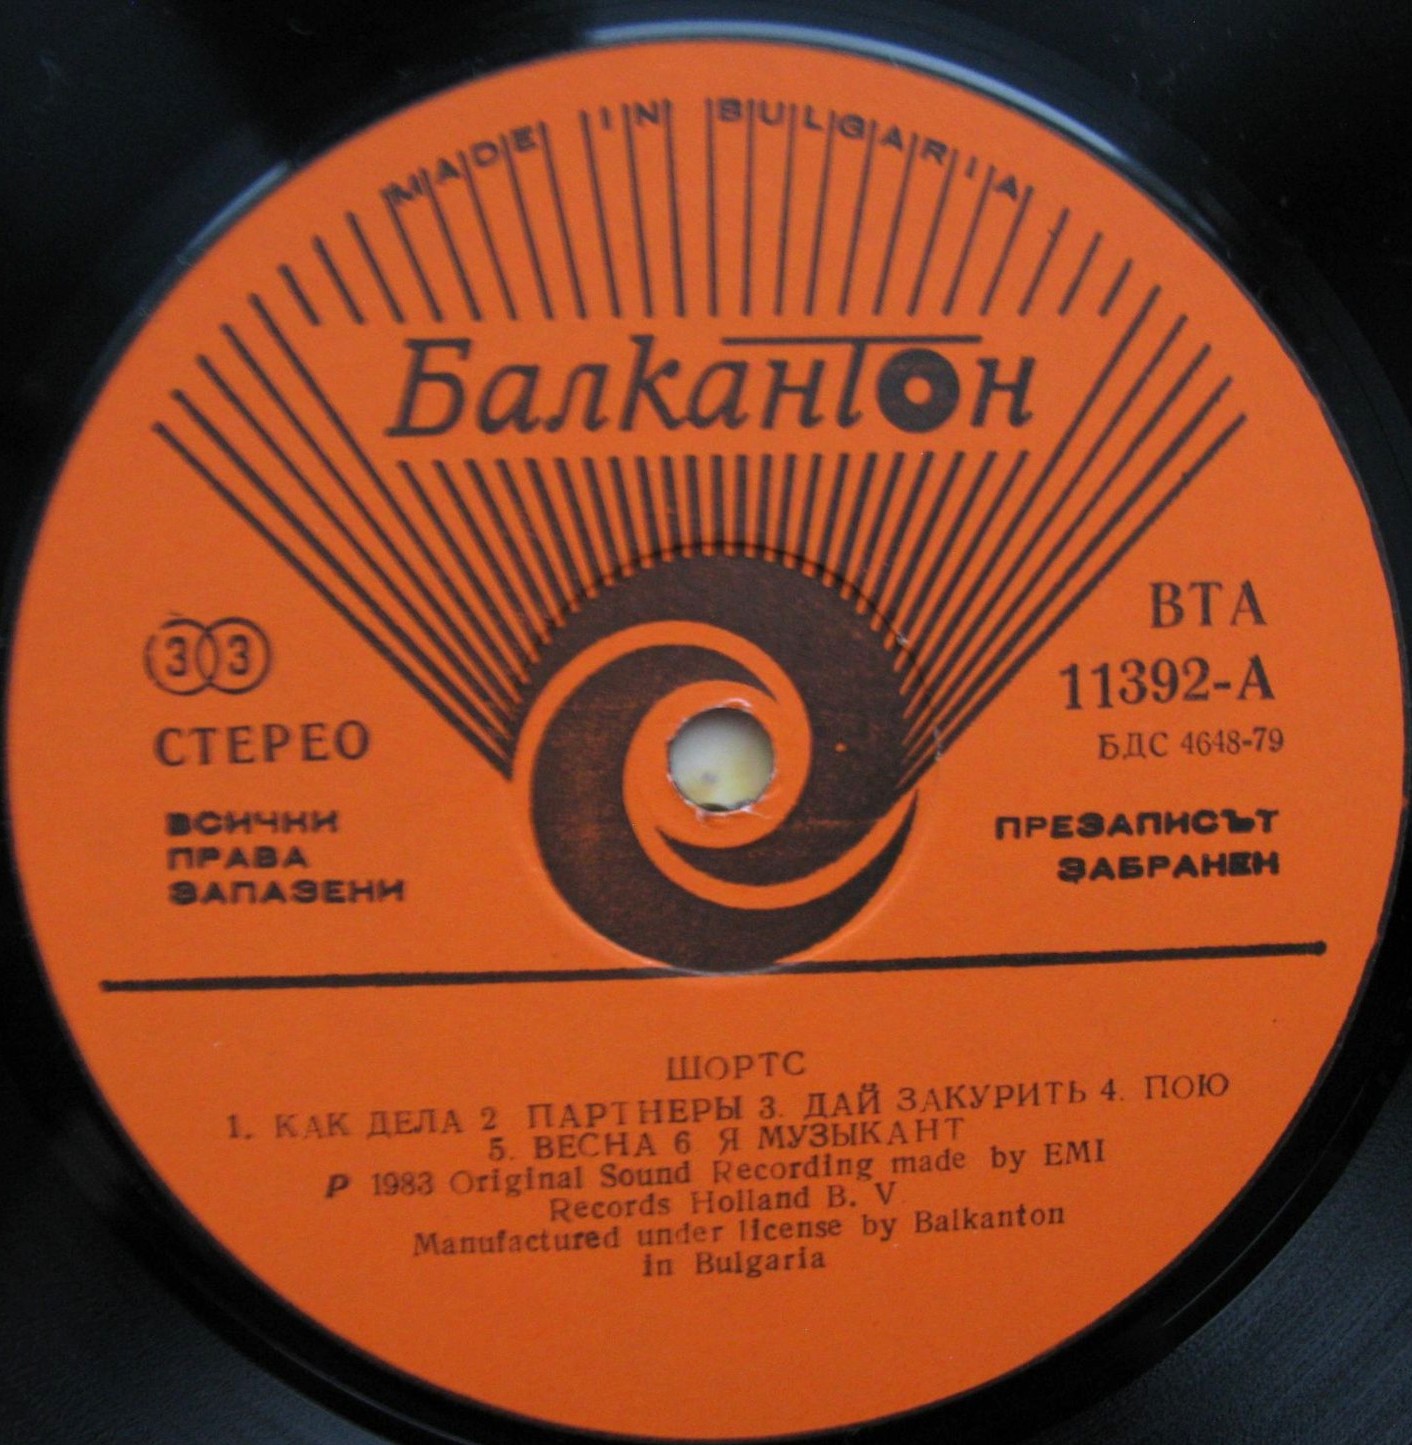 MADE IN BULGARIA
Балкантон
33
СТЕРЕО
ВСИЧКИ
ПРАВА
ЗАПАЗЕНИ
ВТА
11392-А
БДС 4648-79
ПРЕЗАПИСЪТ
ЗАБРАНЕН
ШОРТС
1. КАК ДЕЛА 2 ПАРТНЕРЫ 3. ДАЙ ЗАКУРИТЬ 4. ПОЮ
5. ВЕСНА 6 Я МУЗЫКАНТ
P 1983 Original Sound Recording made by EMI
Records Holland B. V
Manufactured under license by Balkanton
in Bulgaria